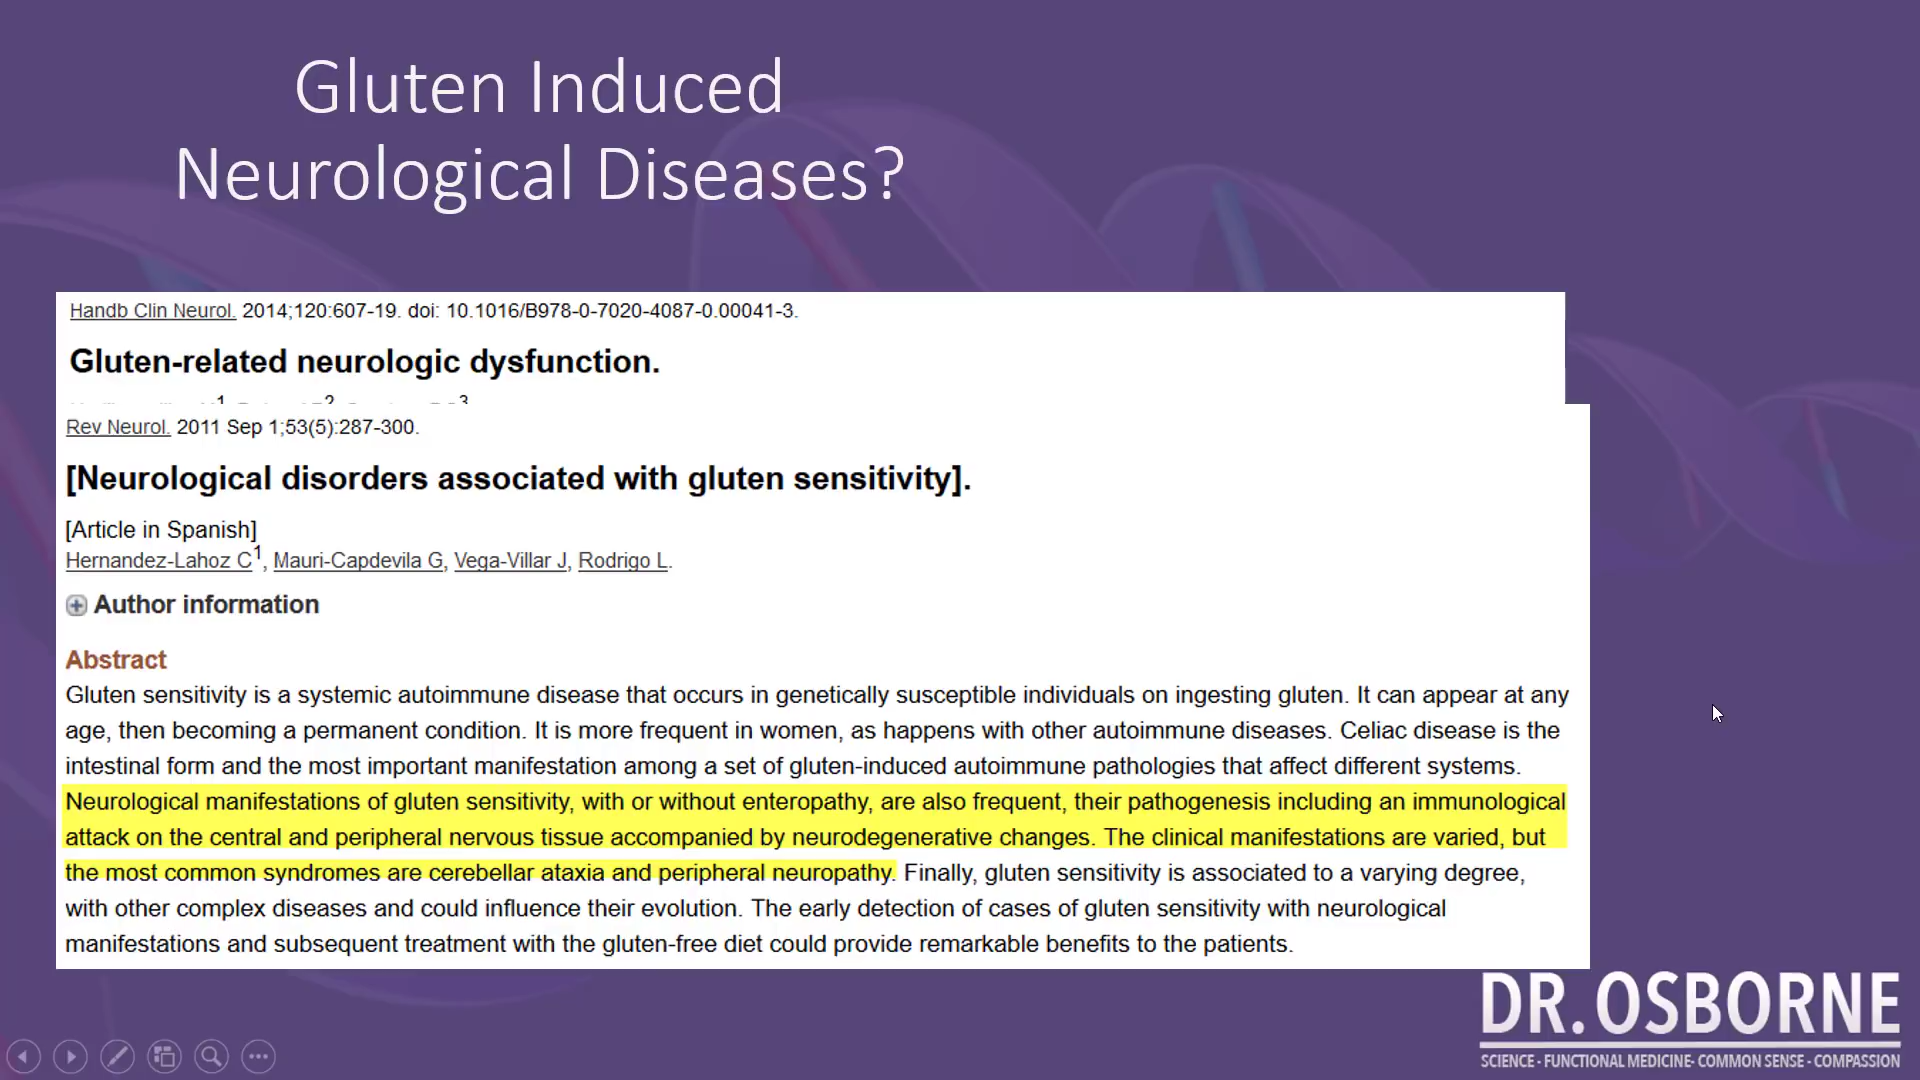 Gluten Induced
Neurological Diseases?
Handb Clin Neurol. 2014;120:607-19. doi: 10.1016/B978-0-7020-4087-0.00041-3.
Gluten-related neurologic dysfunction.
Rev Neurol. 2011 Sep 1;53(5):287-300.
[Neurological disorders associated with gluten sensitivity].
[Article in Spanish]
Hernandez-Lahoz C1, Mauri-Capdevila G, Vega-Villar J, Rodrigo L.
Author information
Abstract
Gluten sensitivity is a systemic autoimmune disease that occurs in genetically susceptible individuals on ingesting gluten. It can appear at any
age, then becoming a permanent condition. It is more frequent in women, as happens with other autoimmune diseases. Celiac disease is the
intestinal form and the most important manifestation among a set of gluten-induced autoimmune pathologies that affect different systems.
Neurological manifestations of gluten sensitivity, with or without enteropathy, are also frequent, their pathogenesis including an immunological
attack on the central and peripheral nervous tissue accompanied by neurodegenerative changes. The clinical manifestations are varied, but
the most common syndromes are cerebellar ataxia and peripheral neuropathy. Finally, gluten sensitivity is associated to a varying degree,
with other complex diseases and could influence their evolution. The early detection of cases of gluten sensitivity with neurological
manifestations and subsequent treatment with the gluten-free diet could provide remarkable benefits to the patients.
DR. OSBORNE
SCIENCE - FUNCTIONAL MEDICINE- COMMON SENSE - COMPASSION